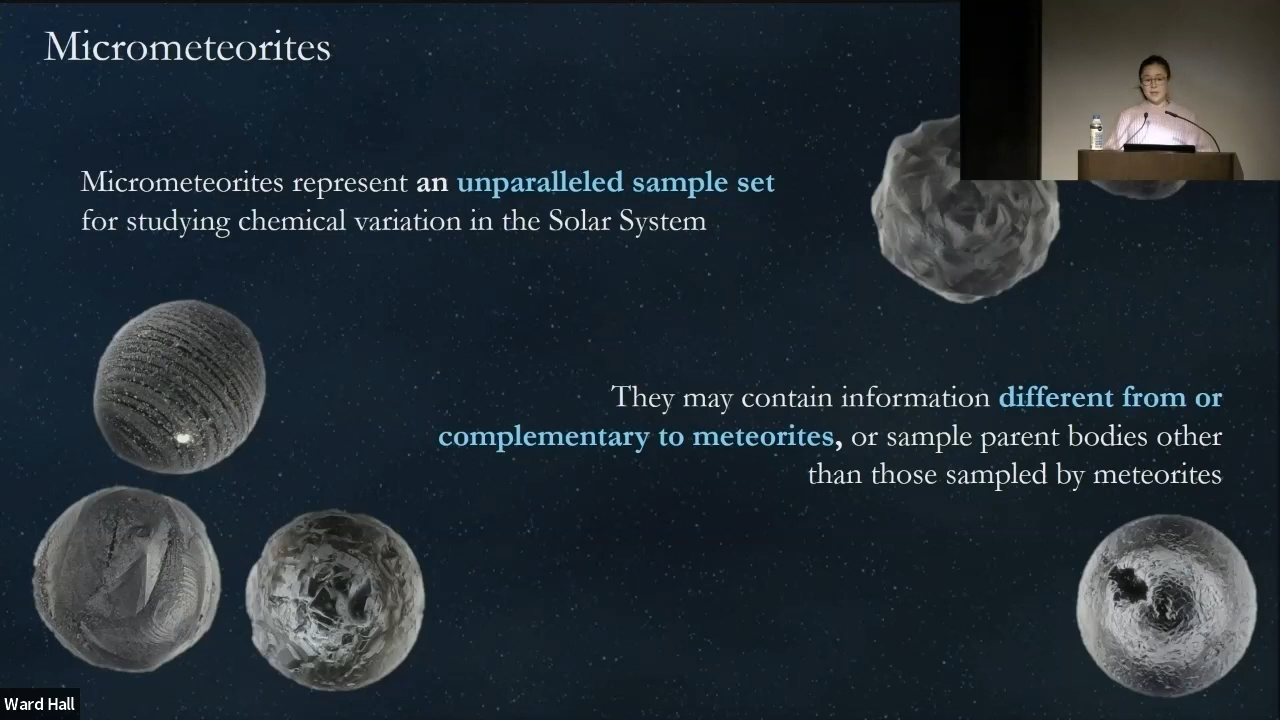 Micrometeorites
Micrometeorites represent an unparalleled sample set
for studying chemical variation in the Solar System
They may contain information different from or
complementary to meteorites, or sample parent bodies other
than those sampled by meteorites
Ward Hall